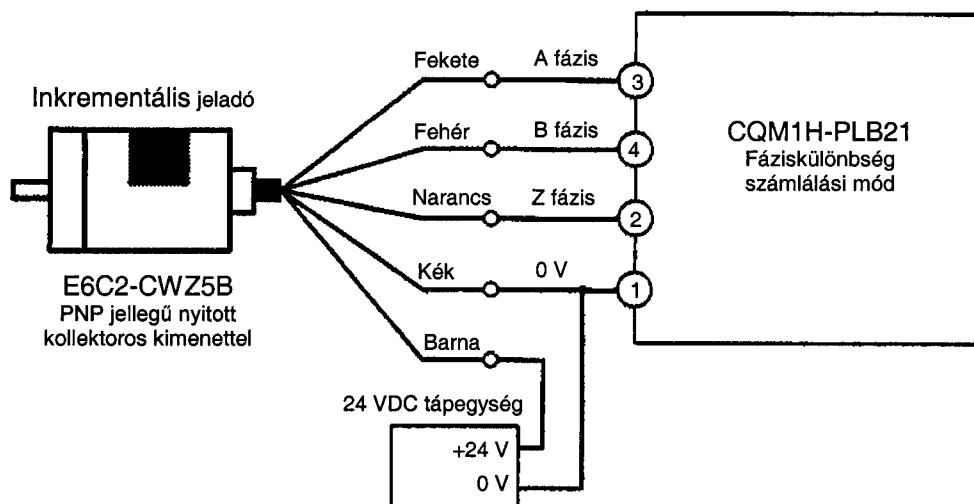 Inkrementális jeladó
E6C2-CWZ5B
PNP jellegű nyitott
kollektoros kimenettel
Fekete
A fázis
3
Fehér
B fázis
4
Narancs
Z fázis
2
Kék
0 V
1
Barna
CQM1H-PLB21
Fáziskülönbség
számlálási mód
24 VDC tápegység
+24 V
0 V